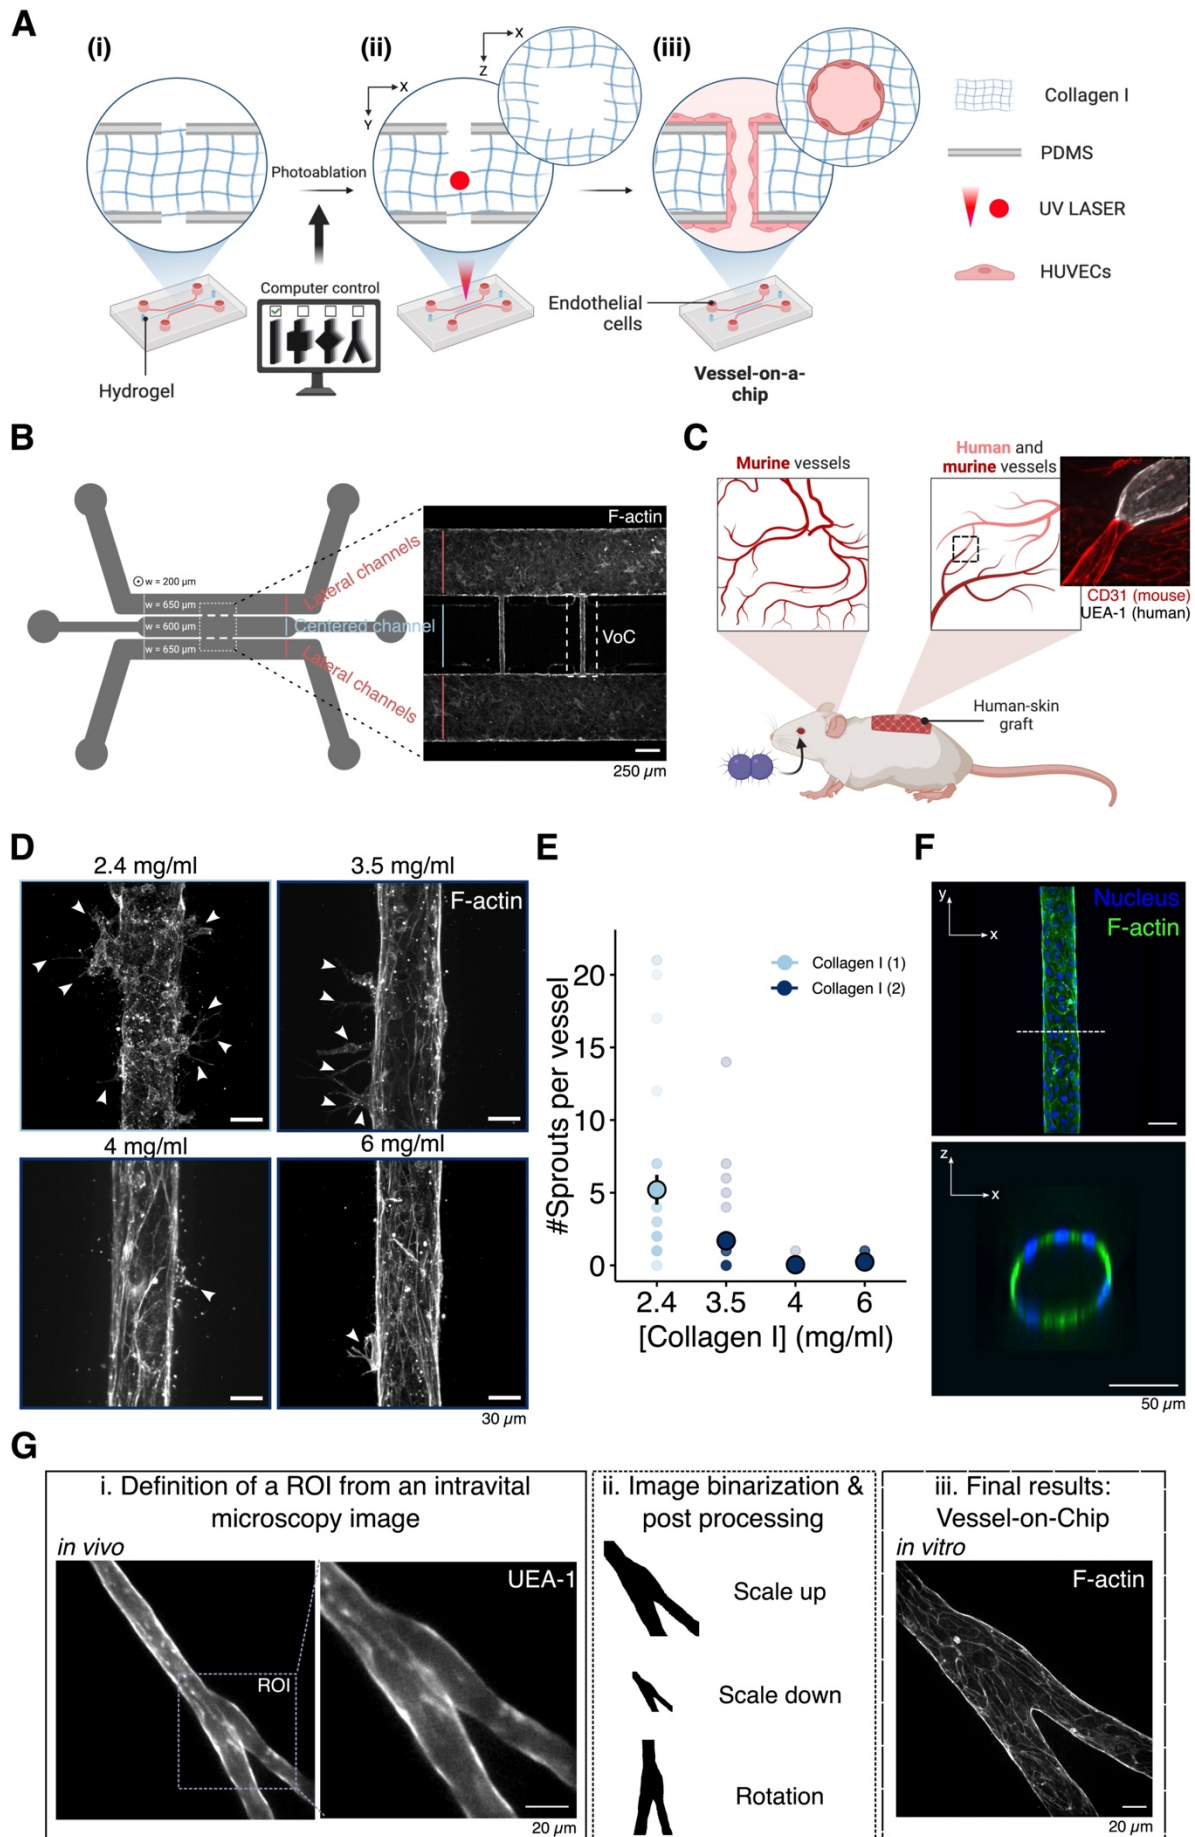 A
(i)
(ii)
(iii)
X
Z
X
Y
Photoablation
Computer control
Hydrogel
Endothelial
cells
Vessel-on-a-
chip
Collagen I
PDMS
UV LASER
HUVECs
B
w = 200 µm
w = 650 µm
w = 600 µm
w = 650 µm
Lateral channels
Centered channel
Lateral channels
F-actin
VoC
250 µm
C
Murine vessels
Human and
murine vessels
CD31 (mouse)
UEA-1 (human)
Human-skin
graft
D
2.4 mg/ml
3.5 mg/ml
F-actin
4 mg/ml
6 mg/ml
30 µm
E
#Sprouts per vessel
20
15
10
5
0
Collagen I (1)
Collagen I (2)
2.4
3.5
4
6
[Collagen I] (mg/ml)
F
y
x
Nucleus
F-actin
z
x
50 µm
G
i. Definition of a ROI from an intravital
microscopy image
in vivo
ROI
UEA-1
20 µm
ii. Image binarization &
post processing
Scale up
Scale down
Rotation
iii. Final results:
Vessel-on-Chip
in vitro
F-actin
20 µm